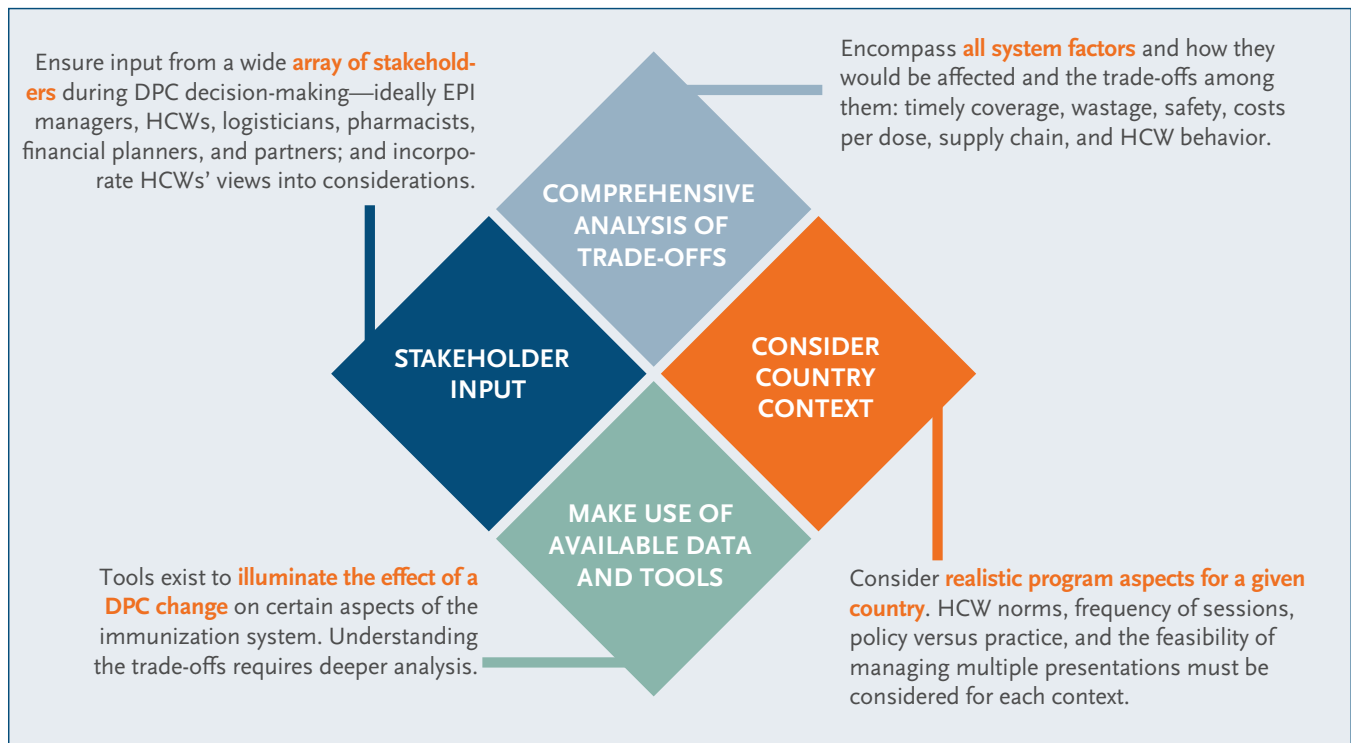 Ensure input from a wide array of stakehold-
ers during DPC decision-making—ideally EPI
managers, HCWs, logisticians, pharmacists,
financial planners, and partners; and incorpo-
rate HCWs’ views into considerations.
Encompass all system factors and how they
would be affected and the trade-offs among
them: timely coverage, wastage, safety, costs
per dose, supply chain, and HCW behavior.
COMPREHENSIVE
ANALYSIS OF
TRADE-OFFS
STAKEHOLDER
INPUT
CONSIDER
COUNTRY
CONTEXT
MAKE USE OF
AVAILABLE DATA
AND TOOLS
Tools exist to illuminate the effect of a
DPC change on certain aspects of the
immunization system. Understanding
the trade-offs requires deeper analysis.
Consider realistic program aspects for a given
country. HCW norms, frequency of sessions,
policy versus practice, and the feasibility of
managing multiple presentations must be
considered for each context.